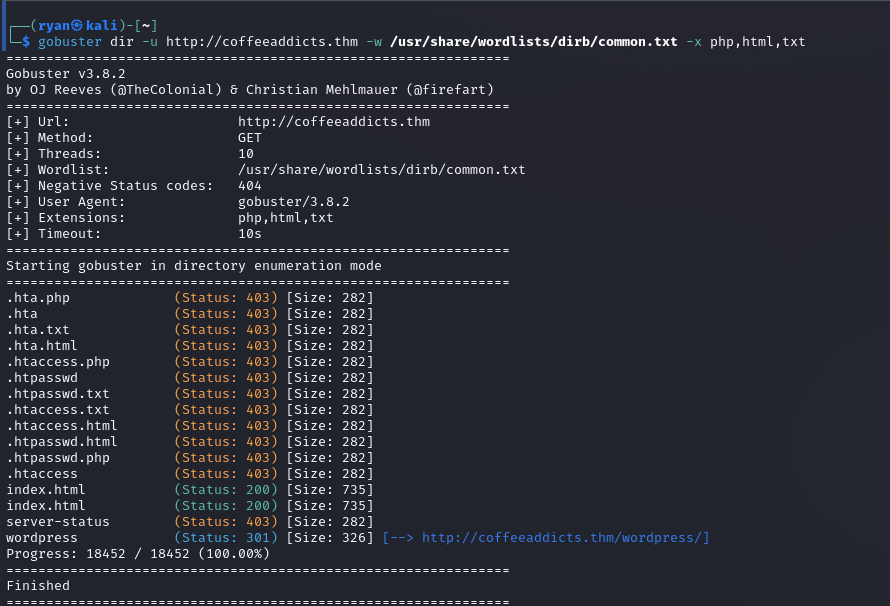 ┌──(ryan㉿kali)-[~]
└─$ gobuster dir -u http://coffeeaddicts.thm -w /usr/share/wordlists/dirb/common.txt -x php,html,txt
===============================================================
Gobuster v3.8.2
by OJ Reeves (@TheColonial) & Christian Mehlmauer (@firefart)
===============================================================
[+] Url:                     http://coffeeaddicts.thm
[+] Method:                  GET
[+] Threads:                 10
[+] Wordlist:                /usr/share/wordlists/dirb/common.txt
[+] Negative Status codes:   404
[+] User Agent:              gobuster/3.8.2
[+] Extensions:              php,html,txt
[+] Timeout:                 10s
===============================================================
Starting gobuster in directory enumeration mode
===============================================================
.hta.php             (Status: 403) [Size: 282]
.hta                 (Status: 403) [Size: 282]
.hta.txt             (Status: 403) [Size: 282]
.hta.html            (Status: 403) [Size: 282]
.htaccess.php        (Status: 403) [Size: 282]
.htpasswd            (Status: 403) [Size: 282]
.htpasswd.txt        (Status: 403) [Size: 282]
.htaccess.txt        (Status: 403) [Size: 282]
.htaccess.html       (Status: 403) [Size: 282]
.htpasswd.html       (Status: 403) [Size: 282]
.htpasswd.php        (Status: 403) [Size: 282]
.htaccess            (Status: 403) [Size: 282]
index.html           (Status: 200) [Size: 735]
index.html           (Status: 200) [Size: 735]
server-status        (Status: 403) [Size: 282]
wordpress            (Status: 301) [Size: 326] [--> http://coffeeaddicts.thm/wordpress/]
Progress: 18452 / 18452 (100.00%)
===============================================================
Finished
===============================================================